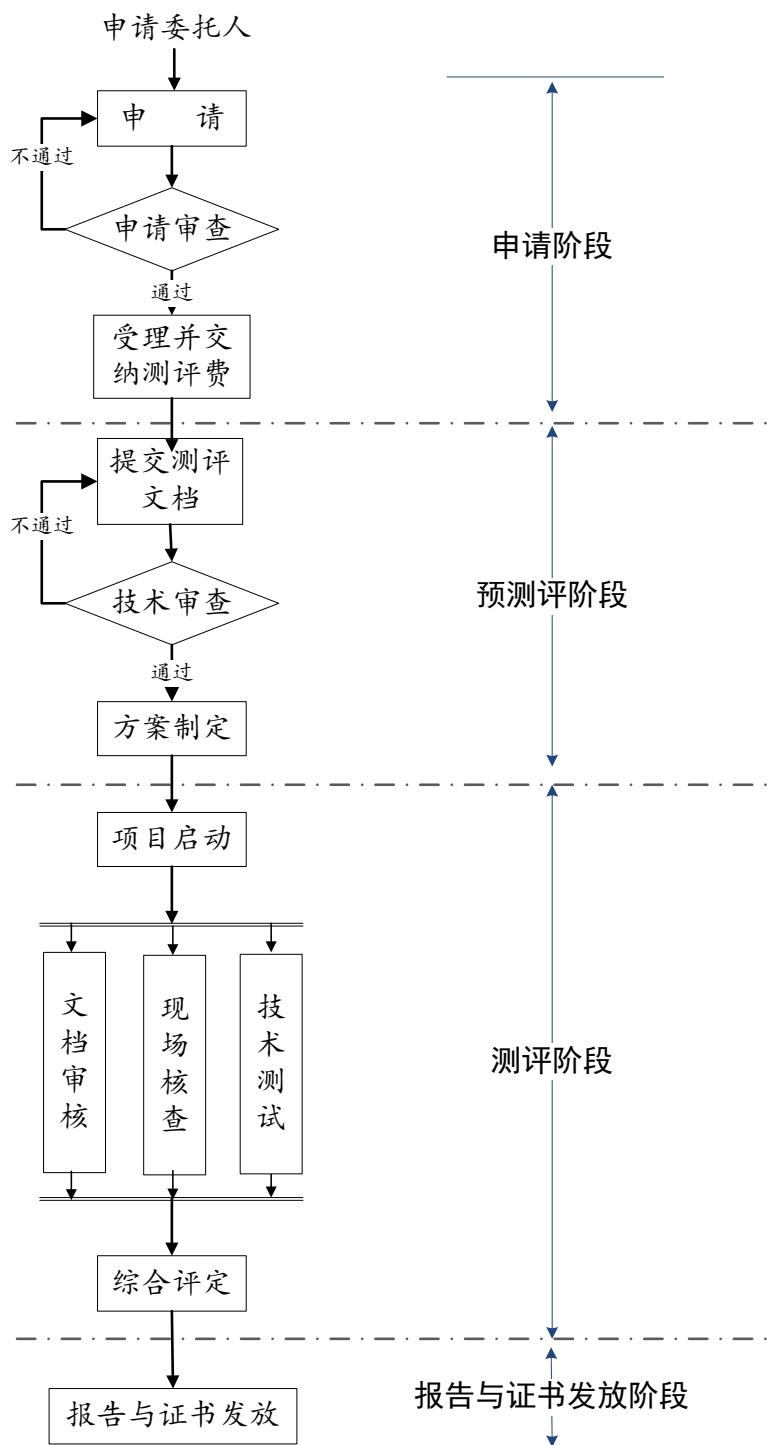 申请委托人
申 请
不通过
申请审查
申请阶段
通过
受理并交
纳测评费
提交测评
文档
不通过
技术审查
预测评阶段
通过
方案制定
项目启动
文档审核
现场核查
技术测试
测评阶段
综合评定
报告与证书发放
报告与证书发放阶段